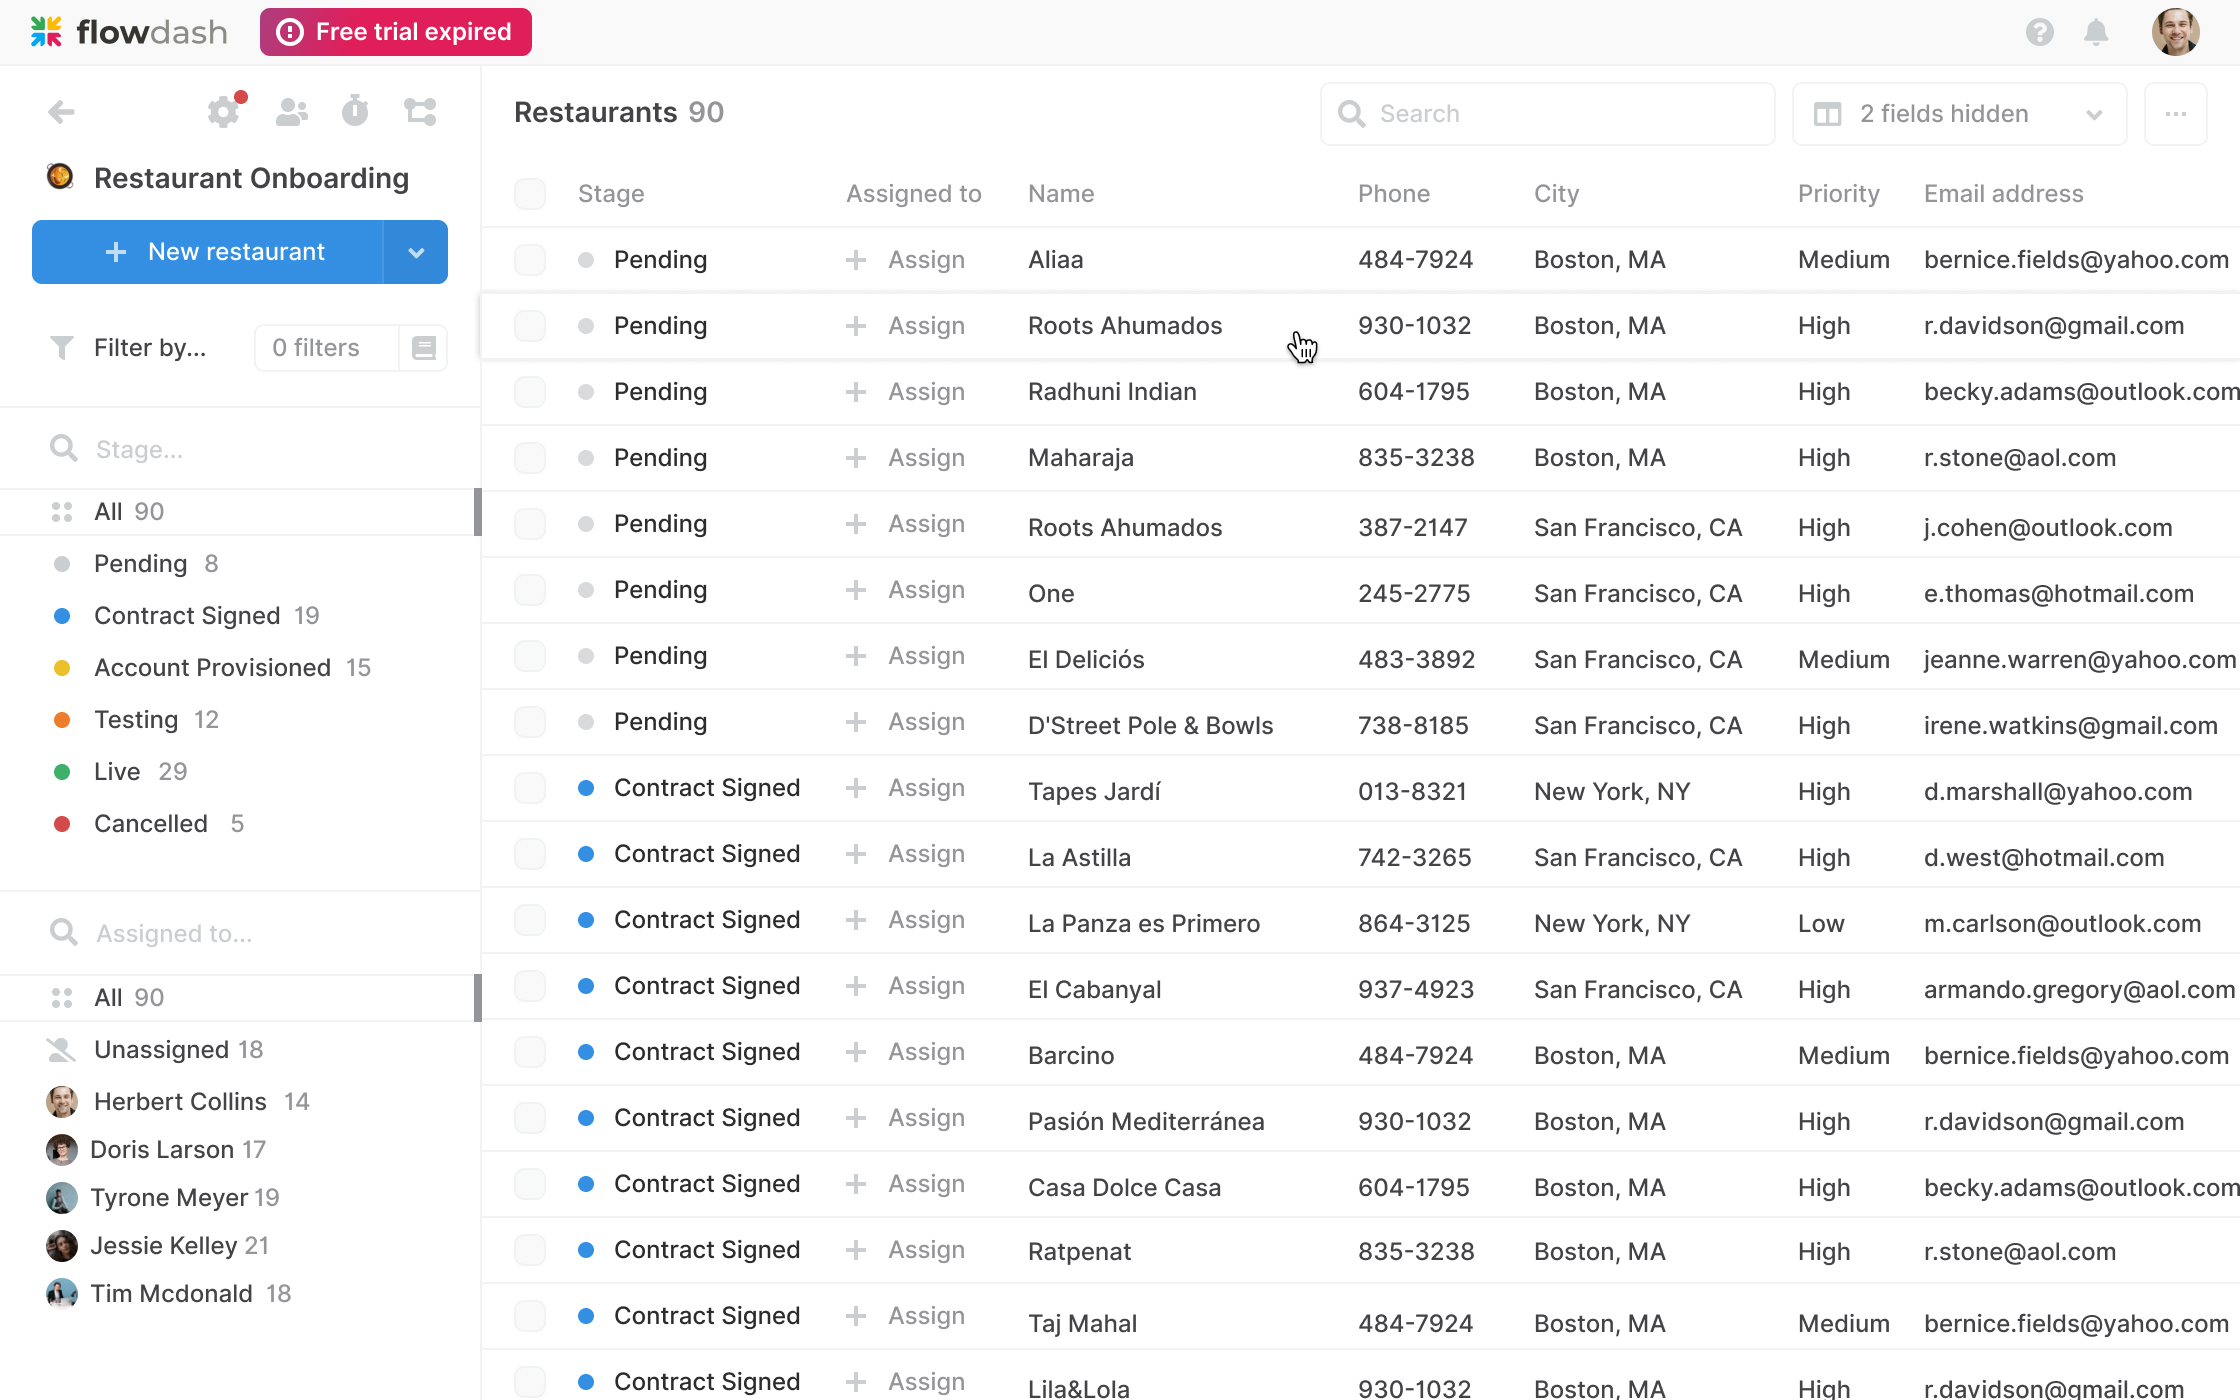 flowdash
Free trial expired
Restaurant Onboarding
New restaurant
Filter by... 0 filters
Stage...
All 90
Pending 8
Contract Signed 19
Account Provisioned 15
Testing 12
Live 29
Cancelled 5
Assigned to...
All 90
Unassigned 18
Herbert Collins 14
Doris Larson 17
Tyrone Meyer 19
Jessie Kelley 21
Tim Mcdonald 18
Restaurants 90
Search
2 fields hidden
Stage Assigned to Name Phone City Priority Email address
Pending Assign Aliaa 484-7924 Boston, MA Medium bernice.fields@yahoo.com
Pending Assign Roots Ahumados 930-1032 Boston, MA High r.davidson@gmail.com
Pending Assign Radhuni Indian 604-1795 Boston, MA High becky.adams@outlook.com
Pending Assign Maharaja 835-3238 Boston, MA High r.stone@aol.com
Pending Assign Roots Ahumados 387-2147 San Francisco, CA High j.cohen@outlook.com
Pending Assign One 245-2775 San Francisco, CA High e.thomas@hotmail.com
Pending Assign El Deliciós 483-3892 San Francisco, CA Medium jeanne.warren@yahoo.com
Pending Assign D'Street Pole & Bowls 738-8185 San Francisco, CA High irene.watkins@gmail.com
Contract Signed Assign Tapes Jardí 013-8321 New York, NY High d.marshall@yahoo.com
Contract Signed Assign La Astilla 742-3265 San Francisco, CA High d.west@hotmail.com
Contract Signed Assign La Panza es Primero 864-3125 New York, NY Low m.carlson@outlook.com
Contract Signed Assign El Cabanyal 937-4923 San Francisco, CA High armando.gregory@aol.com
Contract Signed Assign Barcino 484-7924 Boston, MA Medium bernice.fields@yahoo.com
Contract Signed Assign Pasión Mediterránea 930-1032 Boston, MA High r.davidson@gmail.com
Contract Signed Assign Casa Dolce Casa 604-1795 Boston, MA High becky.adams@outlook.com
Contract Signed Assign Ratpenat 835-3238 Boston, MA High r.stone@aol.com
Contract Signed Assign Taj Mahal 484-7924 Boston, MA Medium bernice.fields@yahoo.com
Contract Signed Assign Lila&Lola 930-1032 Boston, MA High r.davidson@gmail.com